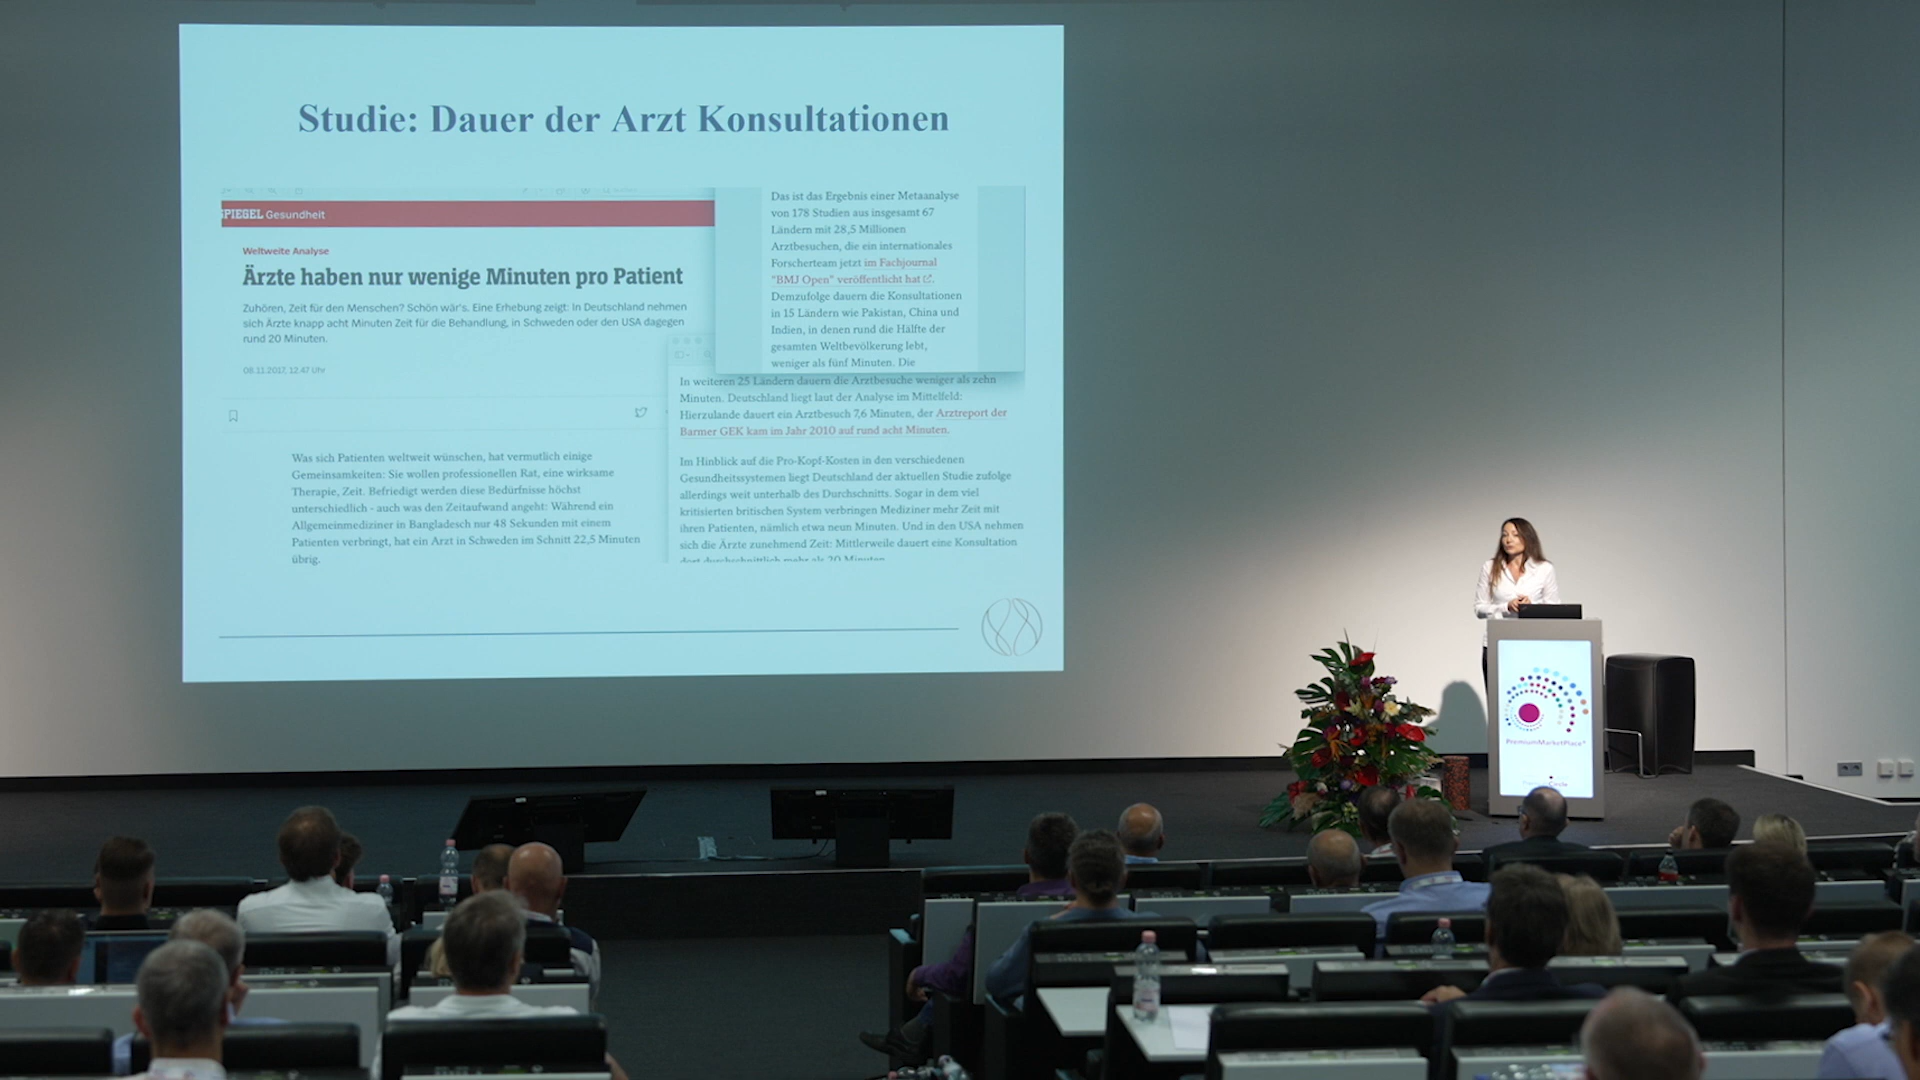 Studie: Dauer der Arzt Konsultationen
SPIEGEL Gesundheit
Weltweite Analyse
Ärzte haben nur wenige Minuten pro Patient
Zuhören, Zeit für den Menschen? Schön wär's. Eine Erhebung zeigt: In Deutschland nehmen
sich Ärzte knapp acht Minuten Zeit für die Behandlung, in Schweden oder den USA dagegen
rund 20 Minuten.
08.11.2017, 12.47 Uhr
Was sich Patienten weltweit wünschen, hat vermutlich einige
Gemeinsamkeiten: Sie wollen professionellen Rat, eine wirksame
Therapie, Zeit. Befriedigt werden diese Bedürfnisse höchst
unterschiedlich - auch was den Zeitaufwand angeht: Während ein
Allgemeinmediziner in Bangladesch nur 48 Sekunden mit einem
Patienten verbringt, hat ein Arzt in Schweden im Schnitt 22,5 Minuten
übrig.
Das ist das Ergebnis einer Metaanalyse
von 178 Studien aus insgesamt 67
Ländern mit 28,5 Millionen
Arztbesuchen, die ein internationales
Forscherteam jetzt im Fachjournal
"BMJ Open" veröffentlicht hat.
Demzufolge dauern die Konsultationen
in 15 Ländern wie Pakistan, China und
Indien, in denen rund die Hälfte der
gesamten Weltbevölkerung lebt,
weniger als fünf Minuten. Die
In weiteren 25 Ländern dauern die Arztbesuche weniger als zehn
Minuten. Deutschland liegt laut der Analyse im Mittelfeld:
Hierzulande dauert ein Arztbesuch 7,6 Minuten, der Arztreport der
Barmer GEK kam im Jahr 2010 auf rund acht Minuten.
Im Hinblick auf die Pro-Kopf-Kosten in den verschiedenen
Gesundheitssystemen liegt Deutschland der aktuellen Studie zufolge
allerdings weit unterhalb des Durchschnitts. Sogar in dem viel
kritisierten britischen System verbringen Mediziner mehr Zeit mit
ihren Patienten, nämlich etwa neun Minuten. Und in den USA nehmen
sich die Ärzte zunehmend Zeit: Mittlerweile dauert eine Konsultation
dort durchschnittlich mehr als 20 Minuten.
PremiumMarketPlace